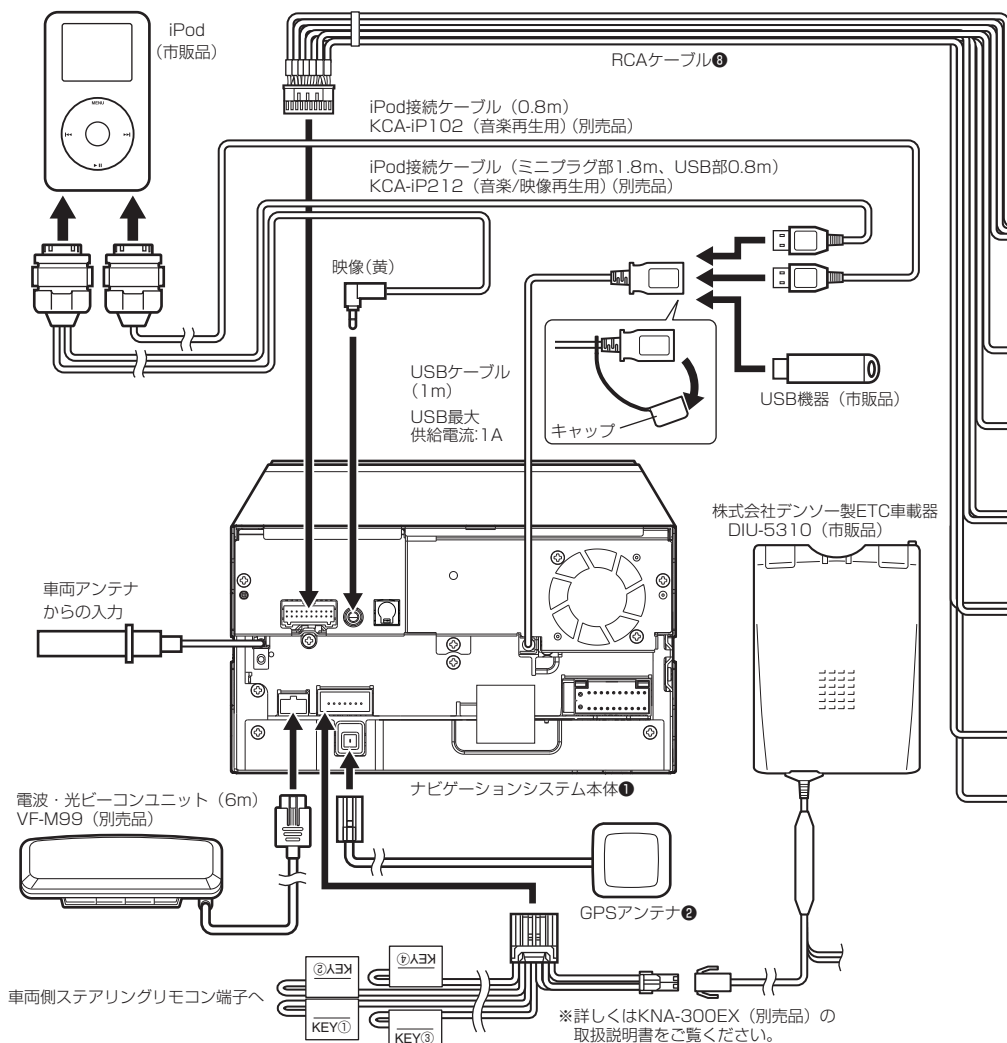 iPod
（市販品）
MENU
RCAケーブル❽
iPod接続ケーブル（0.8m）
KCA-iP102（音楽再生用）（別売品）
iPod接続ケーブル（ミニプラグ部1.8m、USB部0.8m）
KCA-iP212（音楽/映像再生用）（別売品）
映像（黄）
USBケーブル
（1m）
USB最大
供給電流:1A
キャップ
USB機器（市販品）
株式会社デンソー製ETC車載器
DIU-5310（市販品）
車両アンテナ
からの入力
ナビゲーションシステム本体❶
電波・光ビーコンユニット（6m）
VF-M99（別売品）
GPSアンテナ❷
車両側ステアリングリモコン端子へ
KEY②
KEY④
KEY①
KEY③
※詳しくはKNA-300EX（別売品）の
取扱説明書をご覧ください。